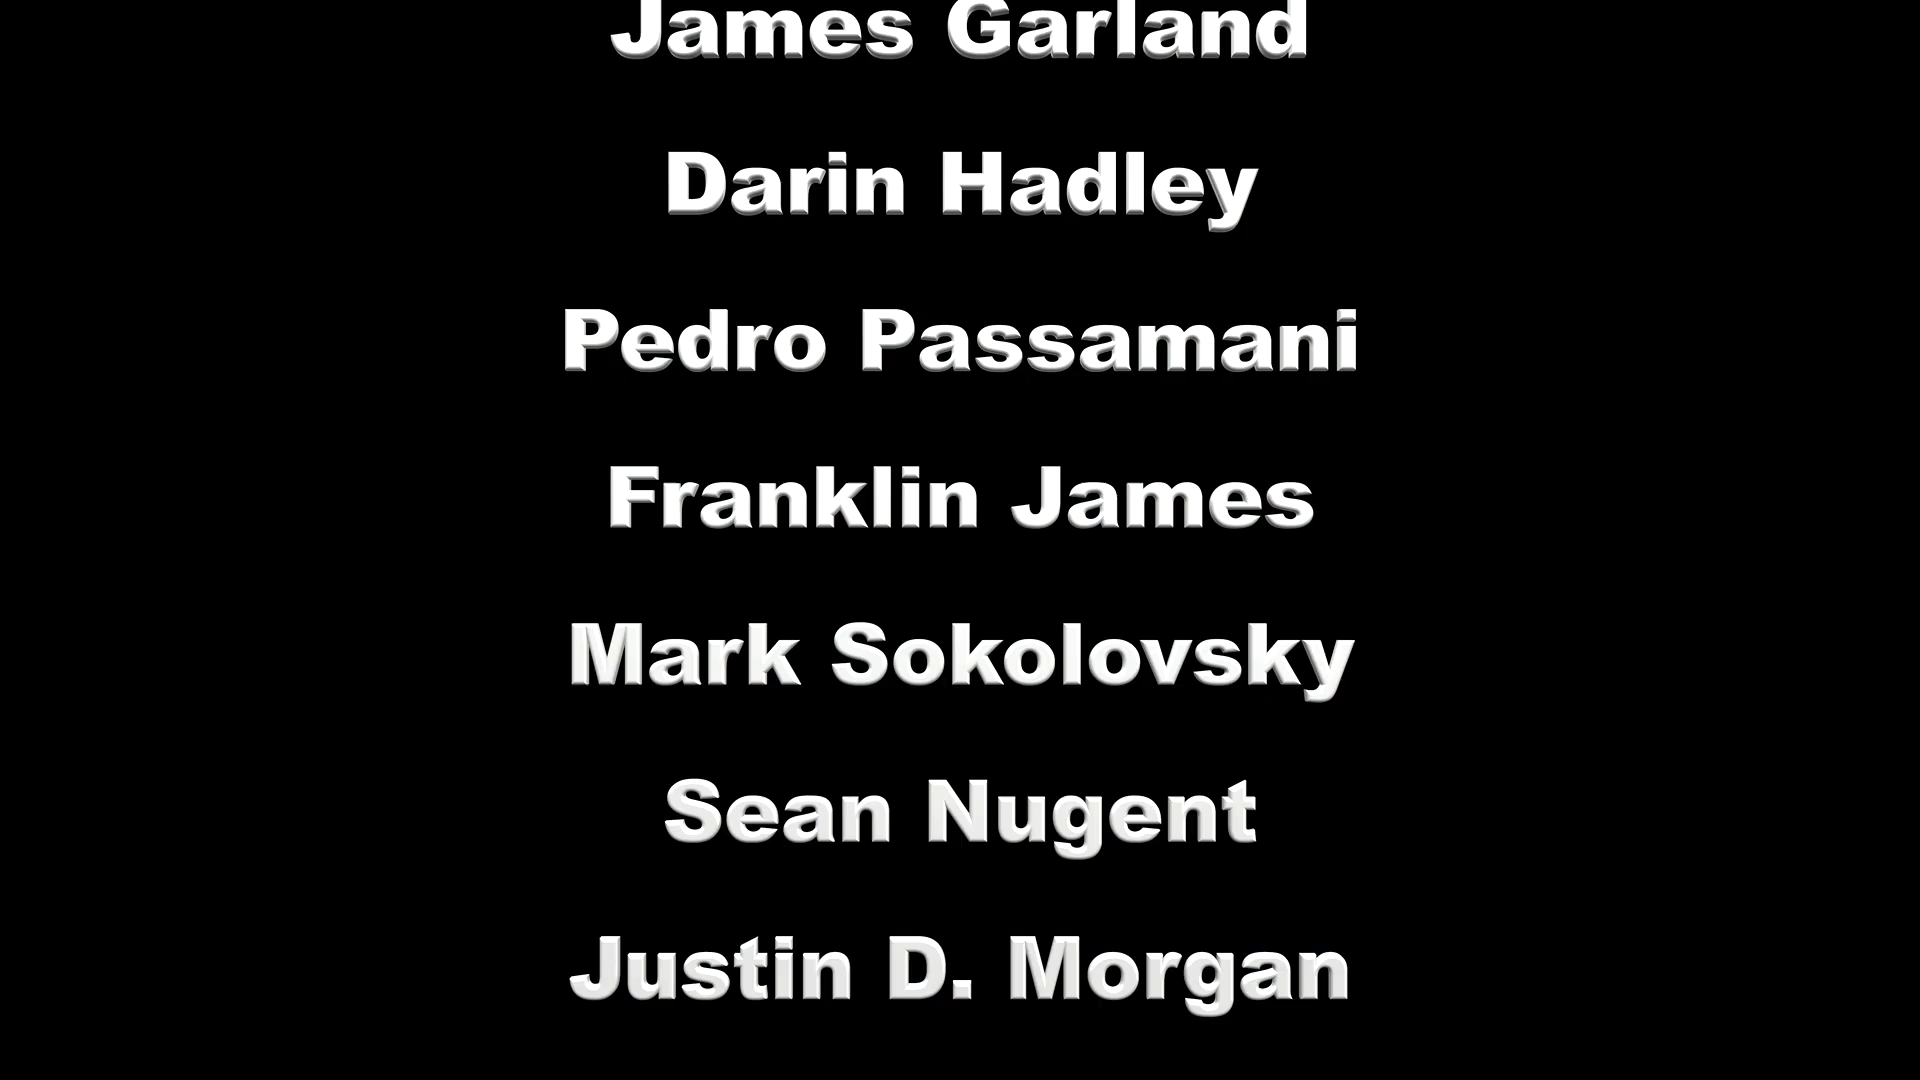 James Garland
Darin Hadley
Pedro Passamani
Franklin James
Mark Sokolovsky
Sean Nugent
Justin D. Morgan